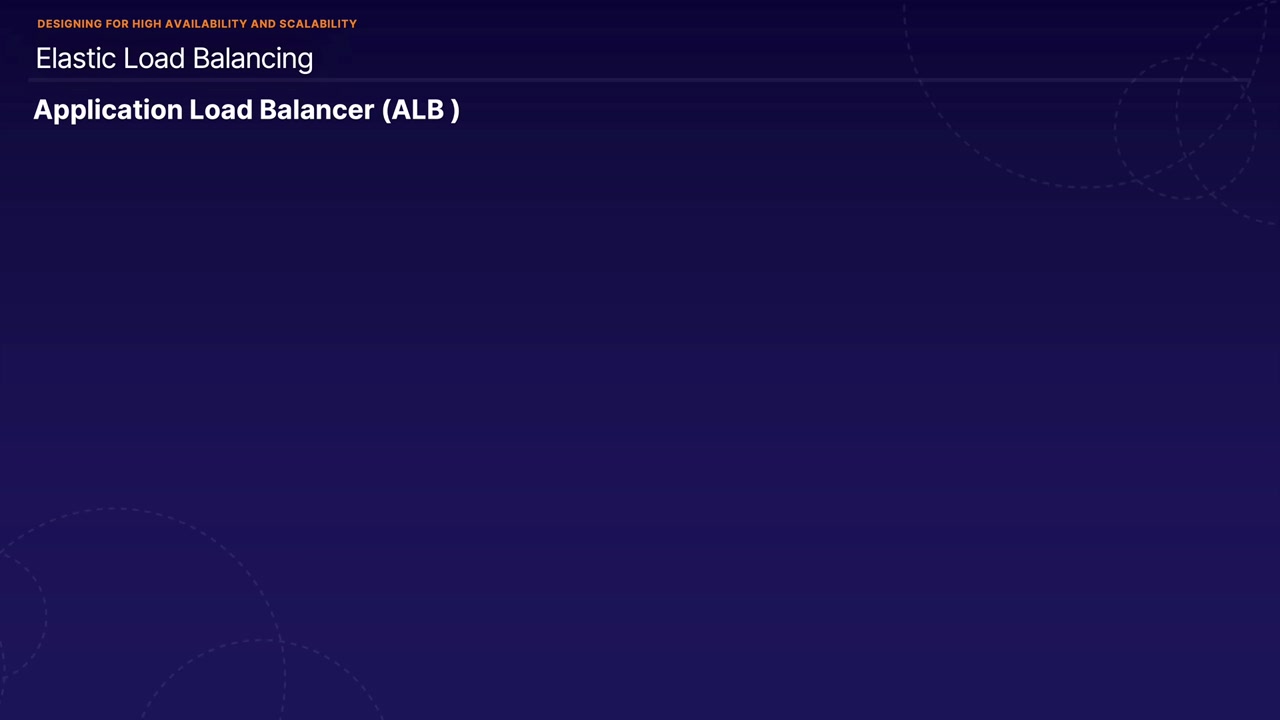 DESIGNING FOR HIGH AVAILABILITY AND SCALABILITY
Elastic Load Balancing
Application Load Balancer (ALB )